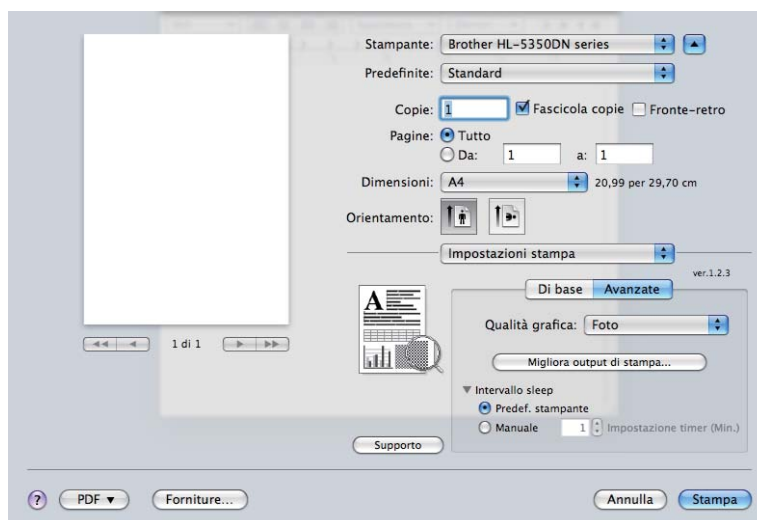 Stampante: Brother HL-5350DN series
Predefinite: Standard
Copie: 1 Fascicola copie Fronte-retro
Pagine: Tutto
Da: 1 a: 1
Dimensioni: A4 20,99 per 29,70 cm
Orientamento:
Impostazioni stampa
ver.1.2.3
Di base Avanzate
A
Qualità grafica: Foto
1 di 1
Migliora output di stampa...
Intervallo sleep
Predef. stampante
Manuale 1 Impostazione timer (Min.)
Supporto
? PDF Forniture... Annulla Stampa